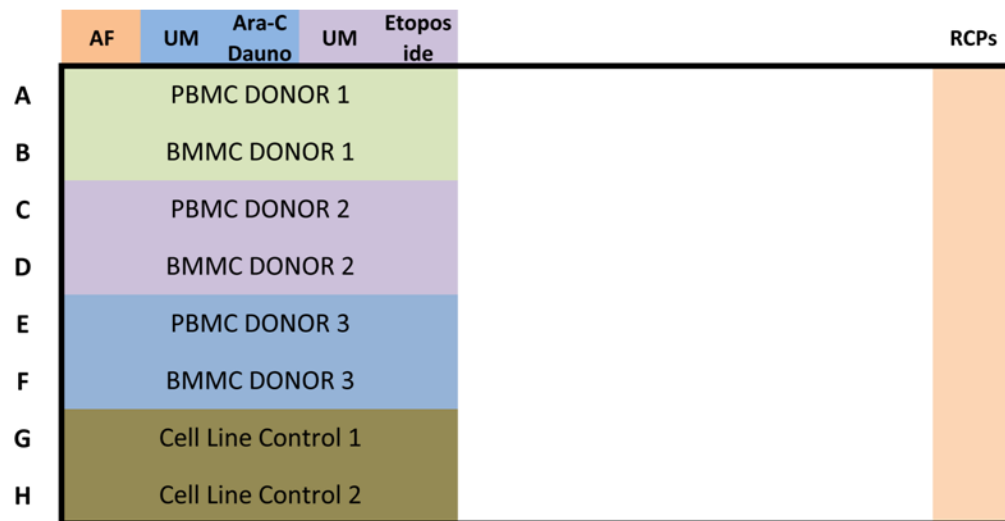 AF UM Ara-C Dauno UM Etopos ide RCPs
A PBMC DONOR 1
B BMMC DONOR 1
C PBMC DONOR 2
D BMMC DONOR 2
E PBMC DONOR 3
F BMMC DONOR 3
G Cell Line Control 1
H Cell Line Control 2